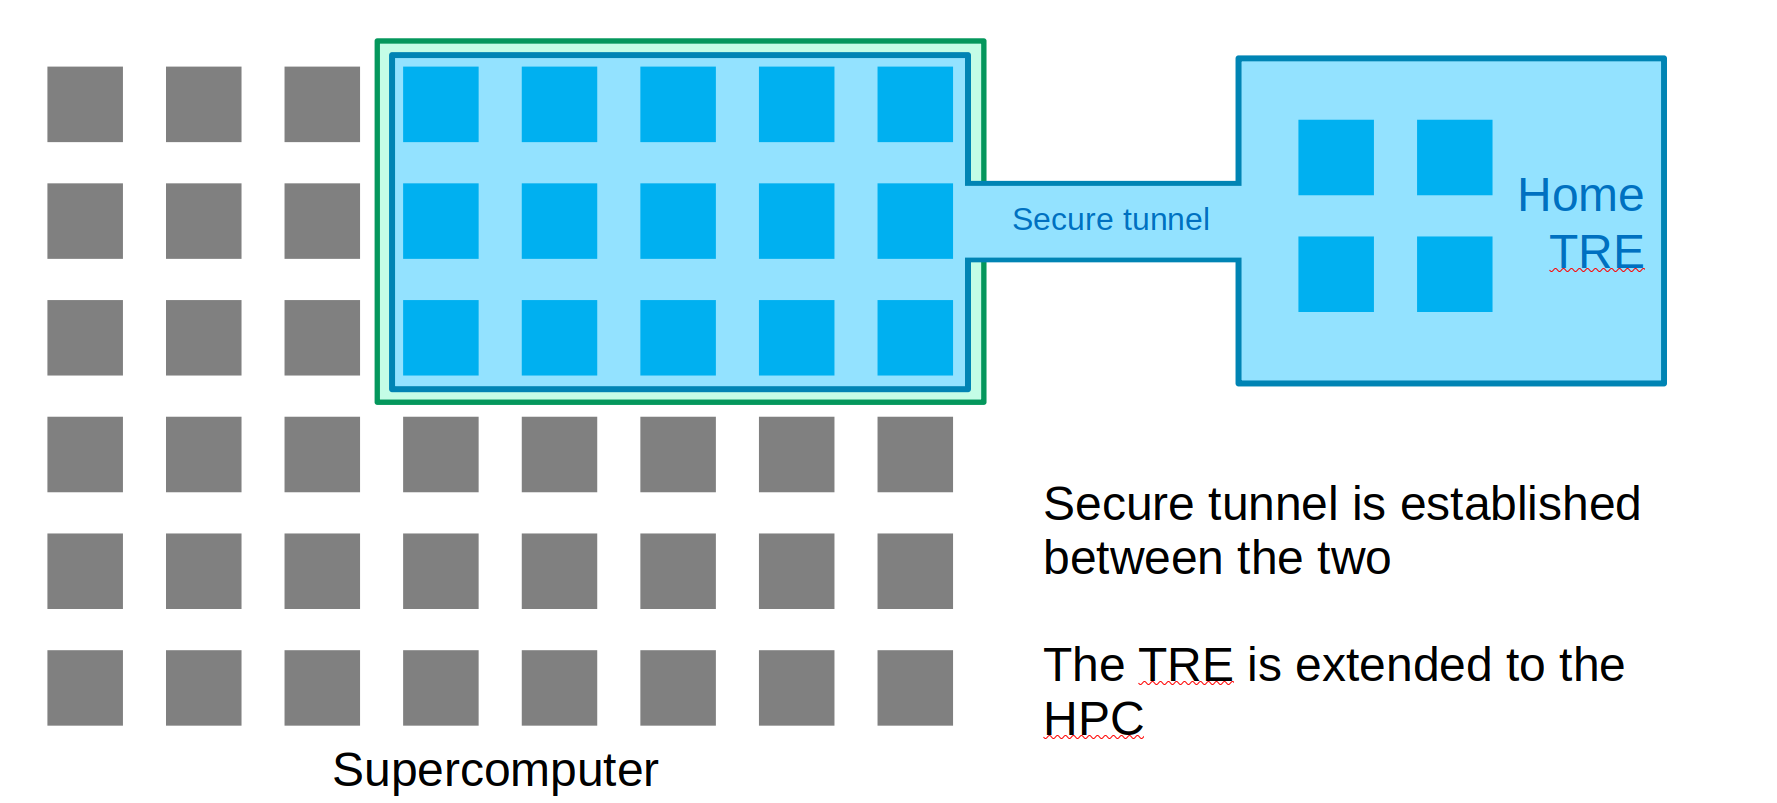 Secure tunnel
Home
TRE
Secure tunnel is established
between the two
The TRE is extended to the
HPC
Supercomputer